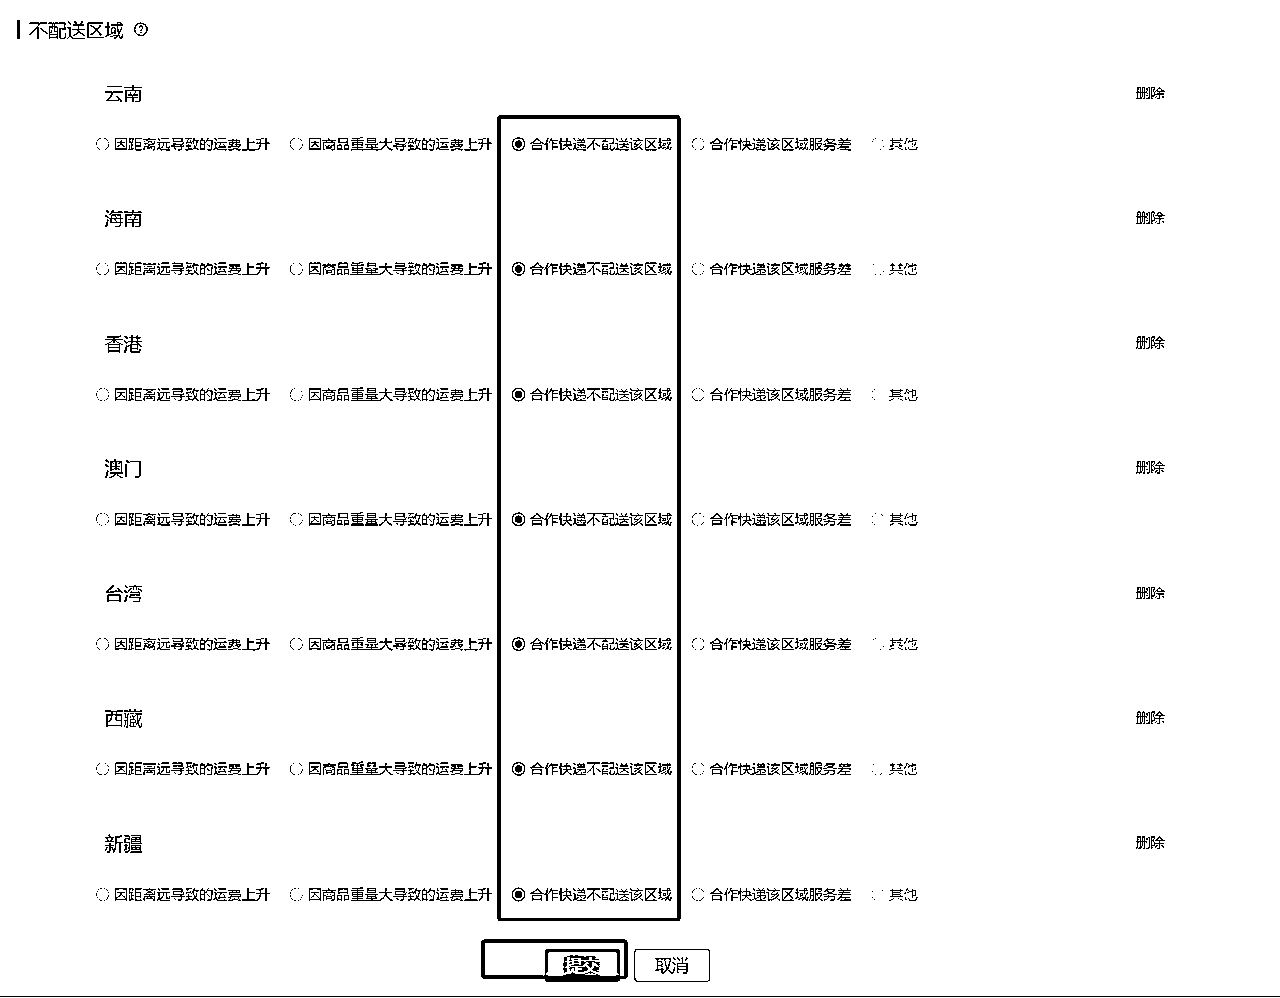 不配送区域
云南 删除
因距离远导致的运费上升 因商品重量大导致的运费上升 合作快递不配送该区域 合作快递该区域服务差 其他
海南 删除
因距离远导致的运费上升 因商品重量大导致的运费上升 合作快递不配送该区域 合作快递该区域服务差 其他
香港 删除
因距离远导致的运费上升 因商品重量大导致的运费上升 合作快递不配送该区域 合作快递该区域服务差 其他
澳门 删除
因距离远导致的运费上升 因商品重量大导致的运费上升 合作快递不配送该区域 合作快递该区域服务差 其他
台湾 删除
因距离远导致的运费上升 因商品重量大导致的运费上升 合作快递不配送该区域 合作快递该区域服务差 其他
西藏 删除
因距离远导致的运费上升 因商品重量大导致的运费上升 合作快递不配送该区域 合作快递该区域服务差 其他
新疆 删除
因距离远导致的运费上升 因商品重量大导致的运费上升 合作快递不配送该区域 合作快递该区域服务差 其他
提交 取消